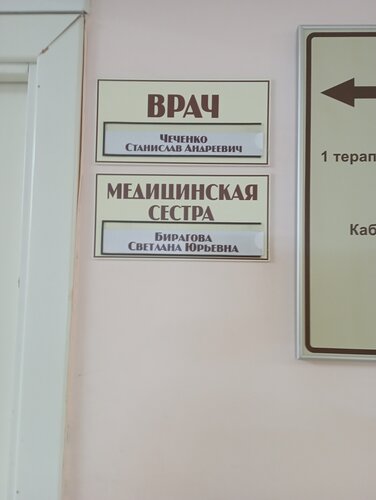 ВРАЧ
Чеченко
Станислав Андреевич
МЕДИЦИНСКАЯ
СЕСТРА
Бирагова
Светлана Юрьевна
1 терап
Каб